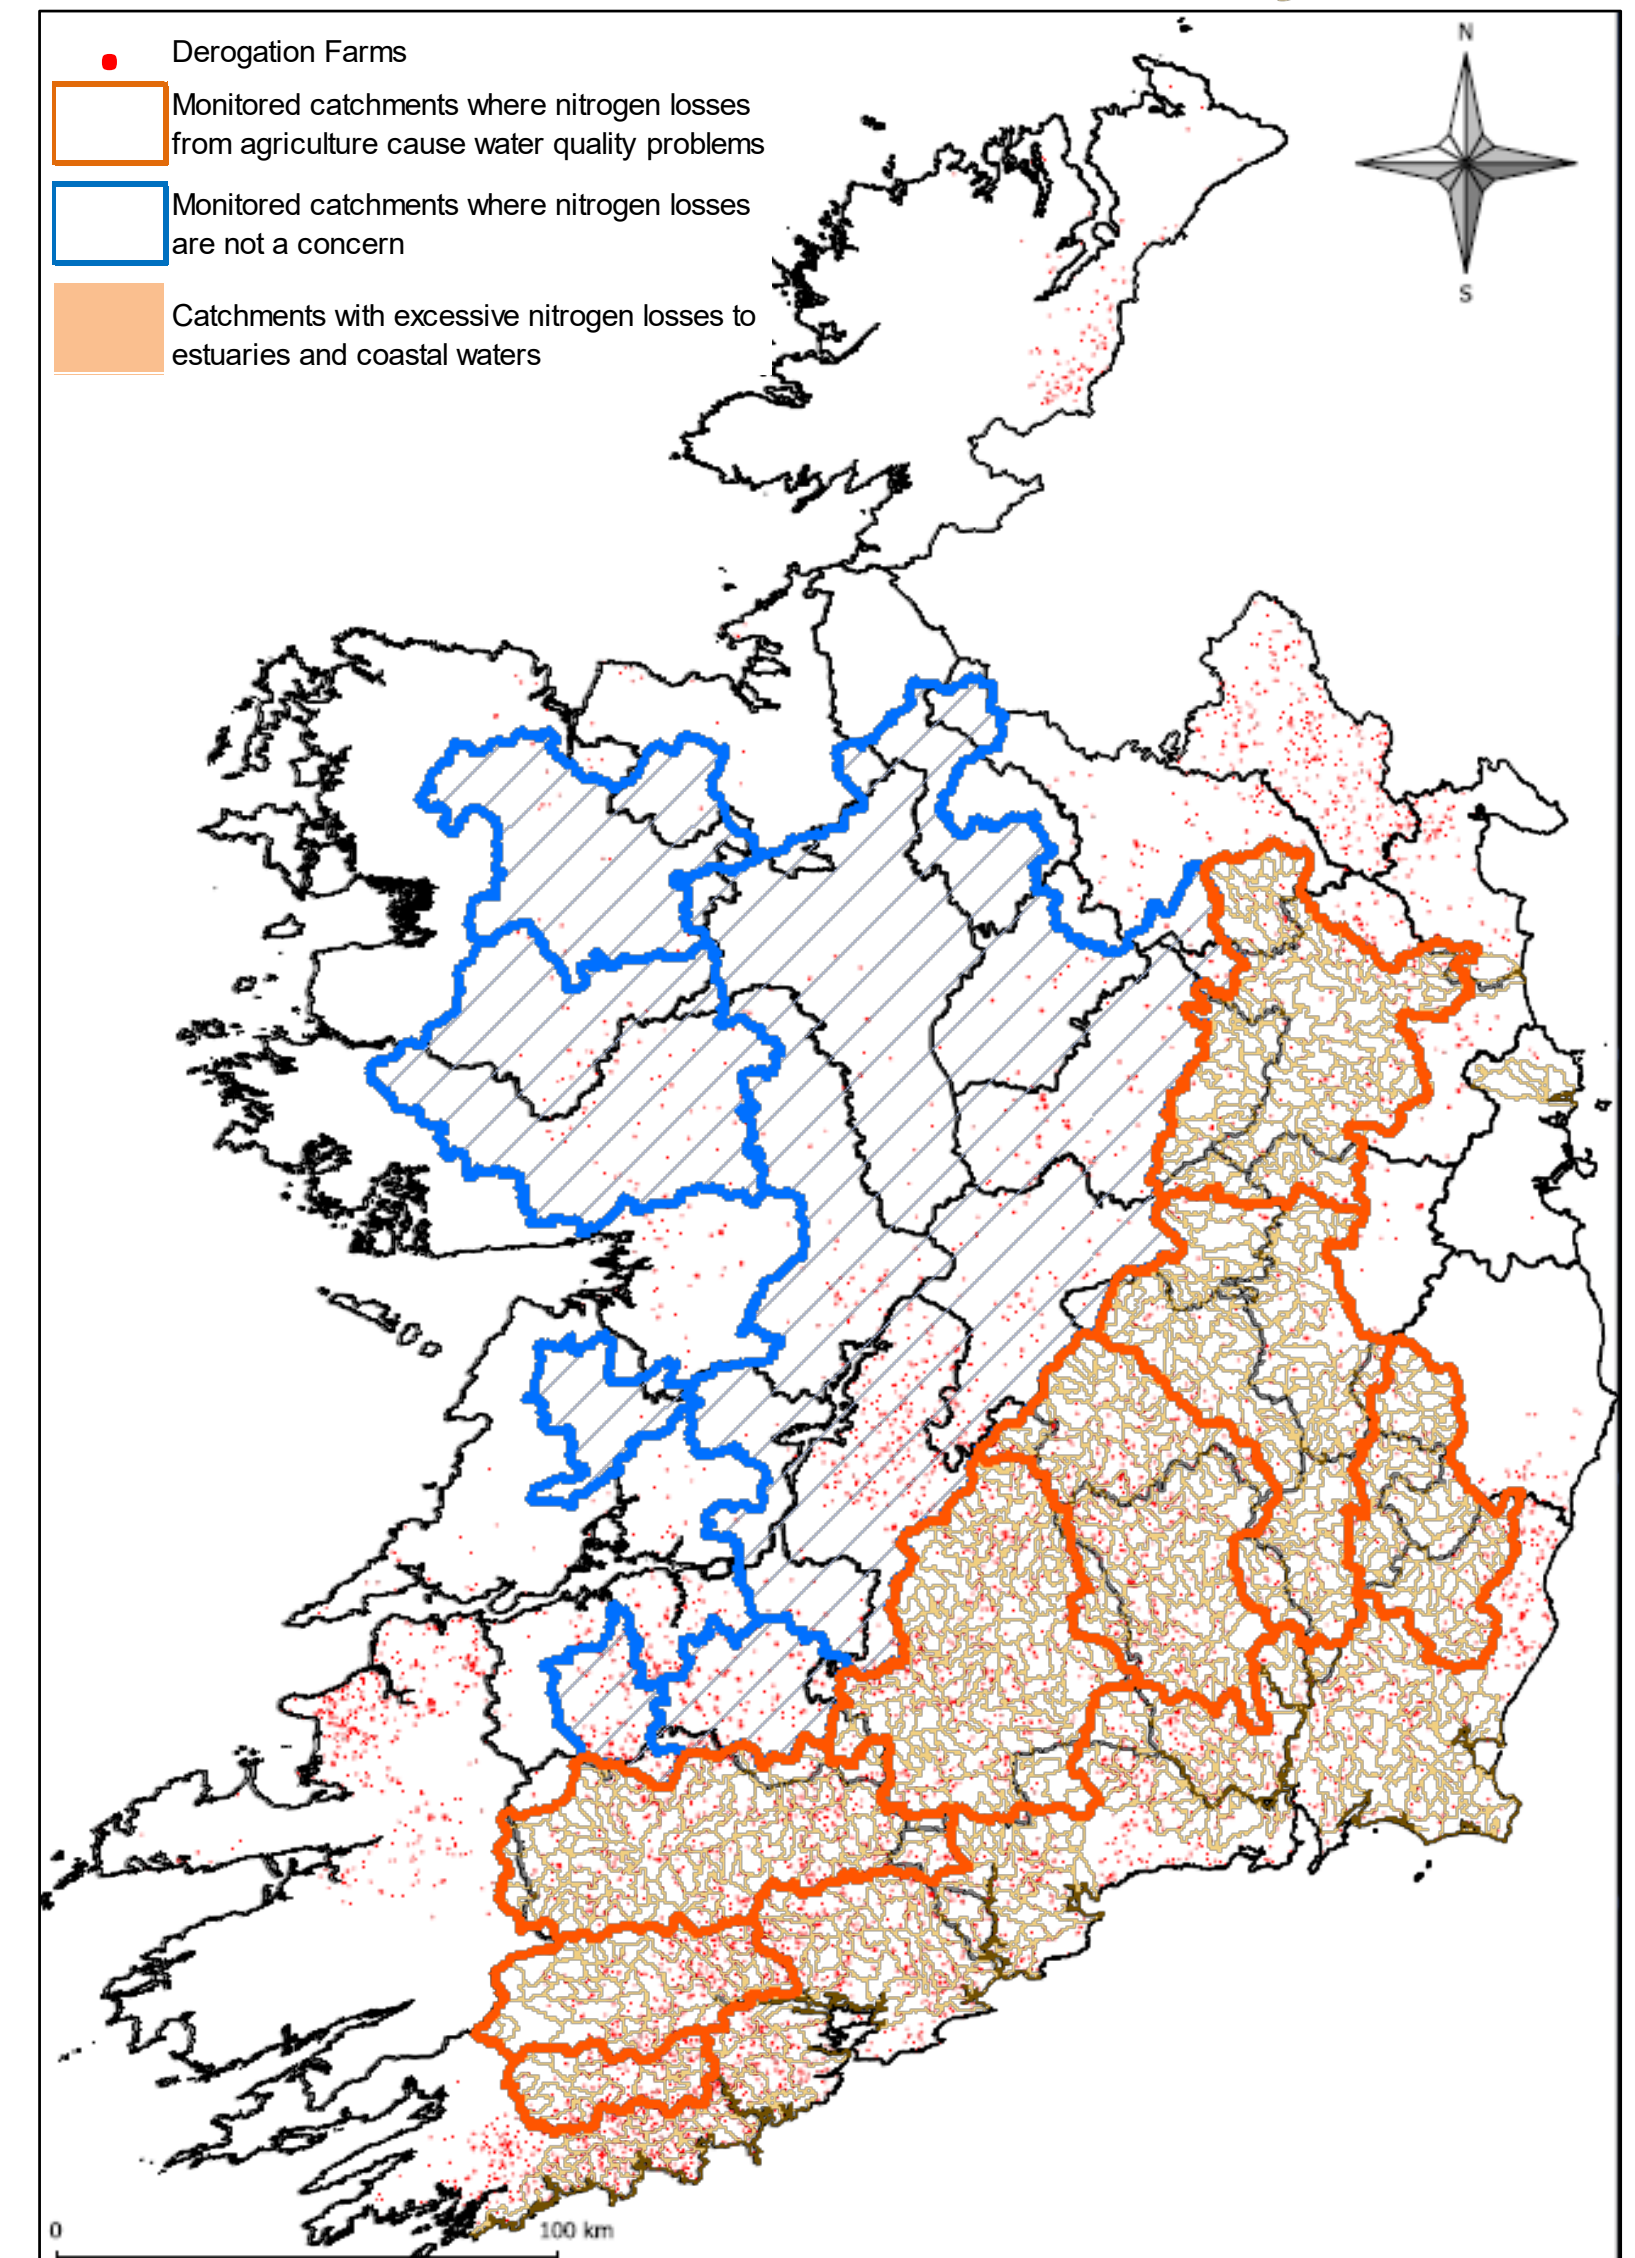 Derogation Farms
Monitored catchments where nitrogen losses
from agriculture cause water quality problems
Monitored catchments where nitrogen losses
are not a concern
Catchments with excessive nitrogen losses to
estuaries and coastal waters
N
S
0
100 km